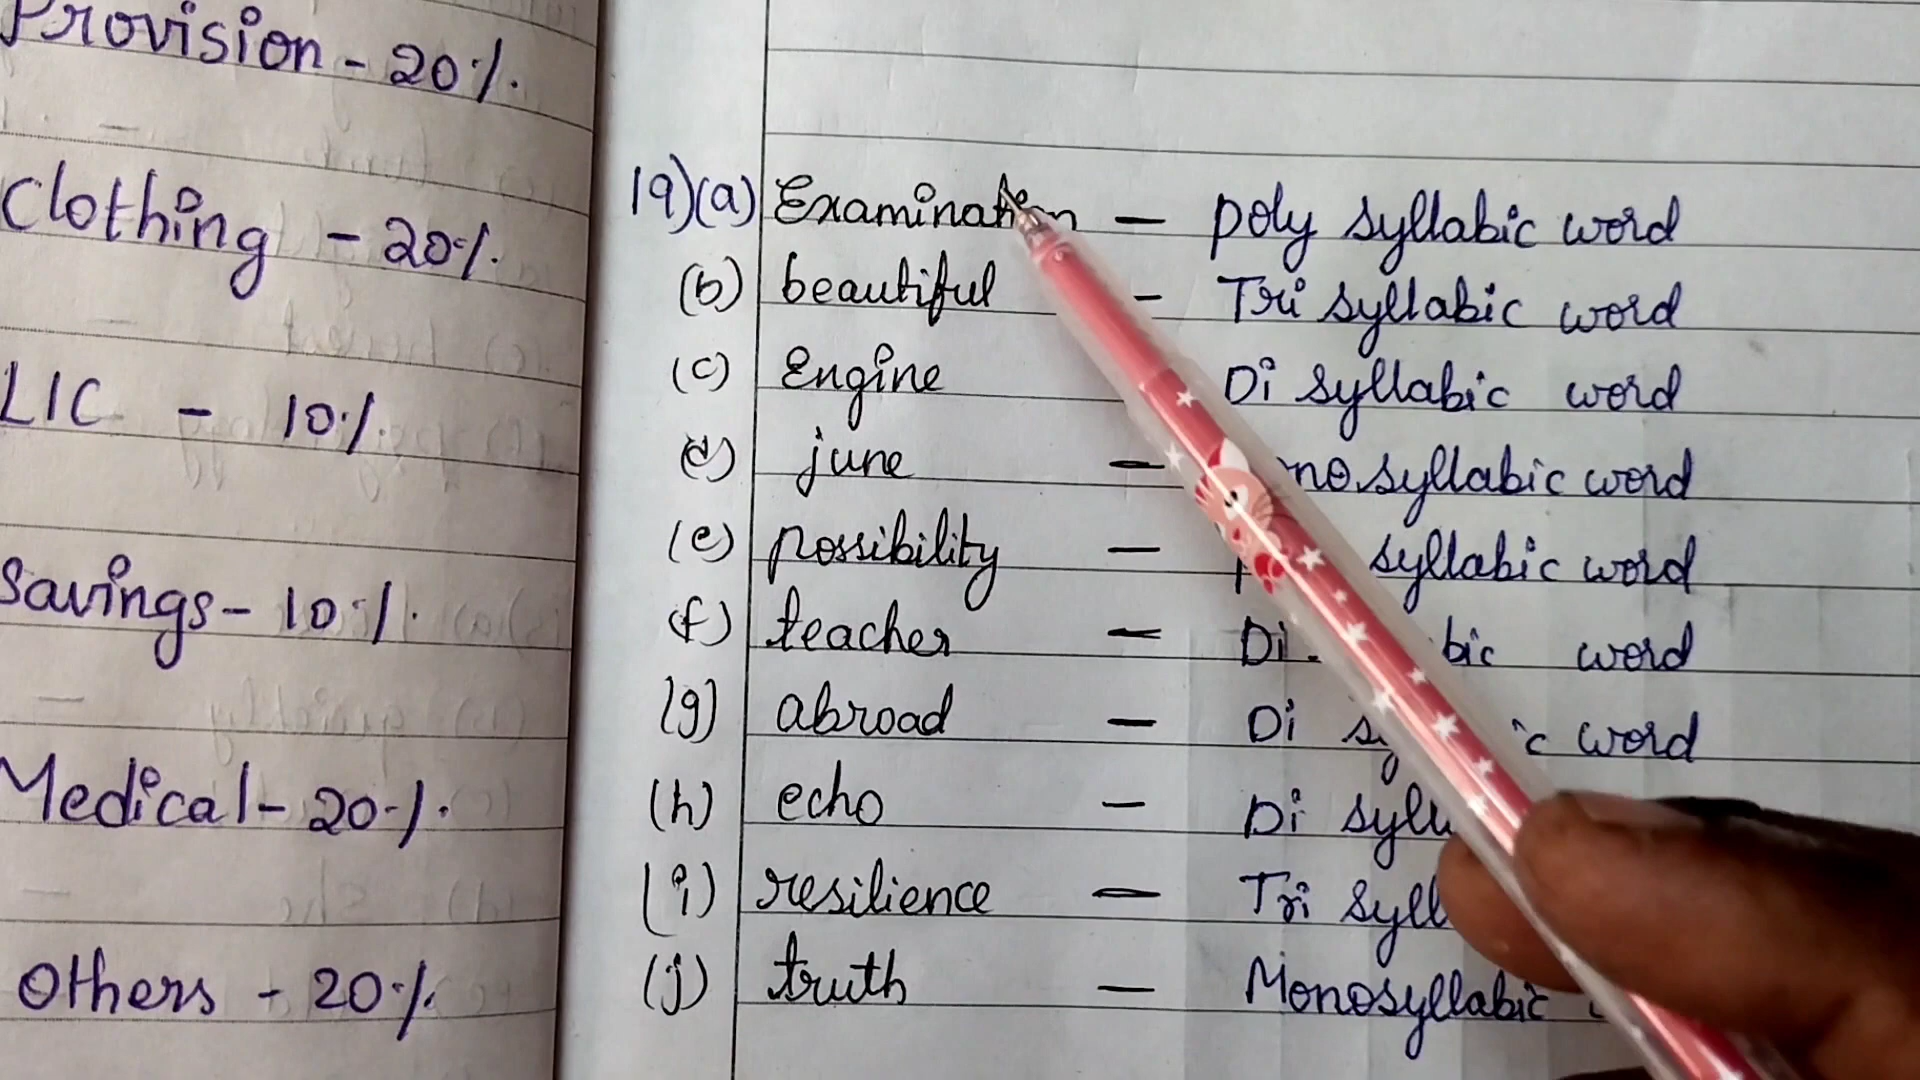 Provision - 20%.
Clothing - 20%.
LIC - 10%.
Savings - 10%.
Medical - 20%.
Others - 20%.
19)(a) Examination - poly syllabic word
(b) beautiful - Tri syllabic word
(c) Engine Di syllabic word
(d) june - no syllabic word
(e) possibility - syllabic word
(f) teacher - Di word
(g) abroad - Di word
(h) echo - Di
(i) resilience - Tri
(j) truth - Monosyllabic